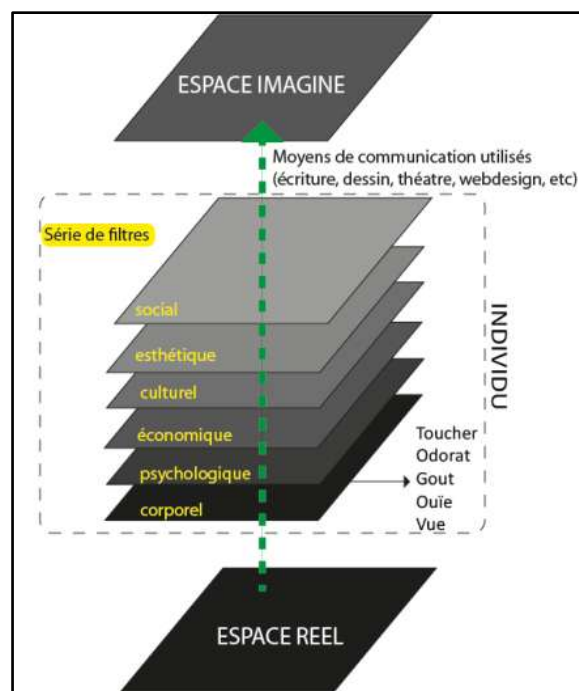 ESPACE IMAGINE
Moyens de communication utilisés
(écriture, dessin, théatre, webdesign, etc)
Série de filtres
social
esthétique
culturel
économique
psychologique
corporel
INDIVIDU
Toucher
Odorat
Gout
Ouïe
Vue
ESPACE REEL